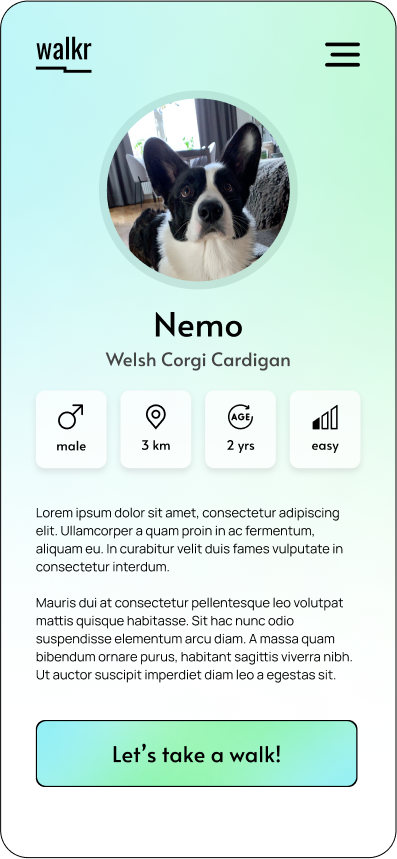 walkr
Nemo
Welsh Corgi Cardigan
male
3 km
AGE
2 yrs
easy
Lorem ipsum dolor sit amet, consectetur adipiscing
elit. Ullamcorper a quam proin in ac fermentum,
aliquam eu. In curabitur velit duis fames vulputate in
consectetur interdum.
Mauris dui at consectetur pellentesque leo volutpat
mattis quisque habitasse. Sit hac nunc odio
suspendisse elementum arcu diam. A massa quam
bibendum ornare purus, habitant sagittis viverra nibh.
Ut auctor suscipit imperdiet diam leo a egestas sit.
Let’s take a walk!